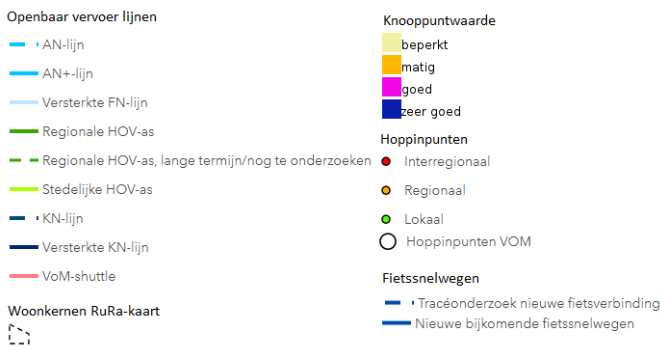 Openbaar vervoer lijnen
AN-lijn
AN+-lijn
Versterkte FN-lijn
Regionale HOV-as
Regionale HOV-as, lange termijn/nog te onderzoeken
Stedelijke HOV-as
KN-lijn
Versterkte KN-lijn
VoM-shuttle
Woonkernen RuRa-kaart
Knooppuntwaarde
beperkt
matig
goed
zeer goed
Hoppinpunten
Interregionaal
Regionaal
Lokaal
Hoppinpunten VOM
Fietssnelwegen
Tracéonderzoek nieuwe fietsverbinding
Nieuwe bijkomende fietssnelwegen